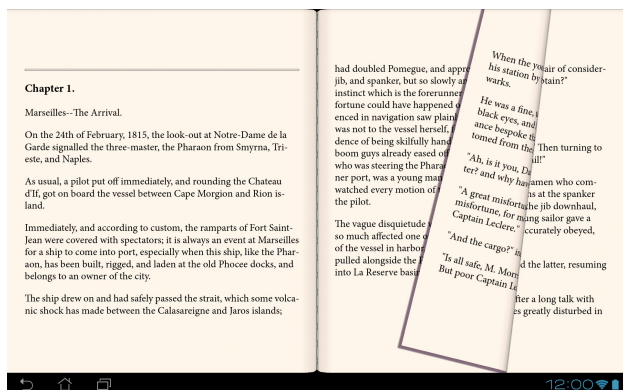 Chapter 1.
Marseilles--The Arrival.
On the 24th of February, 1815, the look-out at Notre-Dame de la
Garde signalled the three-master, the Pharaon from Smyrna, Tri-
este, and Naples.
As usual, a pilot put off immediately, and rounding the Chateau
d'If, got on board the vessel between Cape Morgion and Rion is-
land.
Immediately, and according to custom, the ramparts of Fort Saint-
Jean were covered with spectators; it is always an event at Marseilles
for a ship to come into port, especially when this ship, like the Phar-
aon, has been built, rigged, and laden at the old Phocee docks, and
belongs to an owner of the city.
The ship drew on and had safely passed the strait, which some volca-
nic shock has made between the Calasareigne and Jaros islands;
had doubled Pomegue, and
jib, and spanker, but so slowly
instinct which is the forerunner
fortune could have happened
enced in navigation saw
was not to the vessel herself,
dence of being skilfully
boom guys already eased
who was steering the
ner port, was a young man
watched every motion of
the pilot.
The vague disquietude
so much affected one
of the vessel in harbor
pulled alongside the
into La Reserve
When the
his station by
warks.
He was a fine,
black eyes, and
ance bespoke
tomed from the
"Ah, is it you,
ter? and why
"A great
misfortune, for
Captain Leclere."
"And the cargo?"
"Is all safe, M.
But poor Captain
of consider-
Then turning to
who com-
at the spanker
the jib downhaul,
sailor gave a
obeyed,
the latter, resuming
after a long talk with
greatly disturbed in
12:00